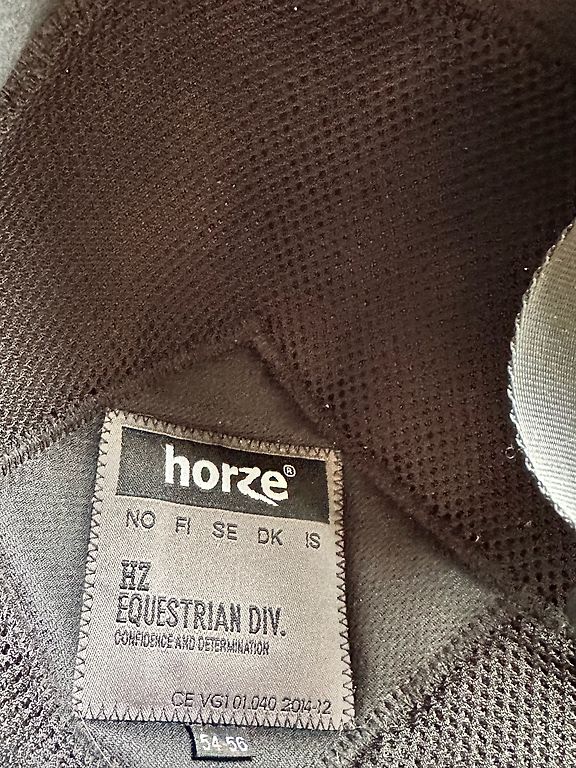 horze®
NO FI SE DK IS
HZ
EQUESTRIAN DIV.
CONFIDENCE AND DETERMINATION
CE VG1 01.040 2014-12
54-56